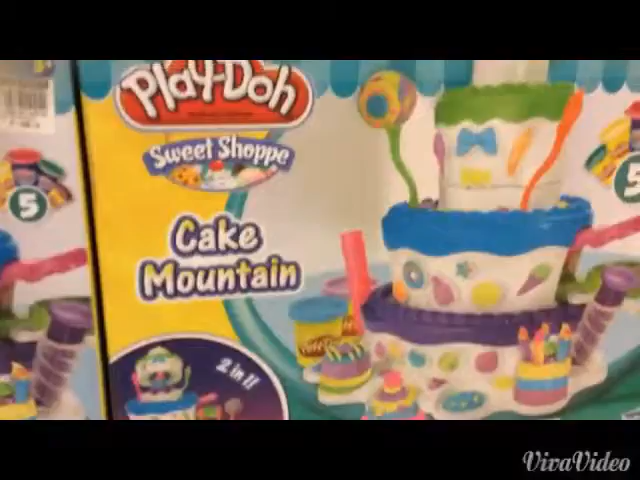 PLAY-DOH
Sweet Shoppe
Cake
Mountain
2 in 1!
5
5
VivaVideo